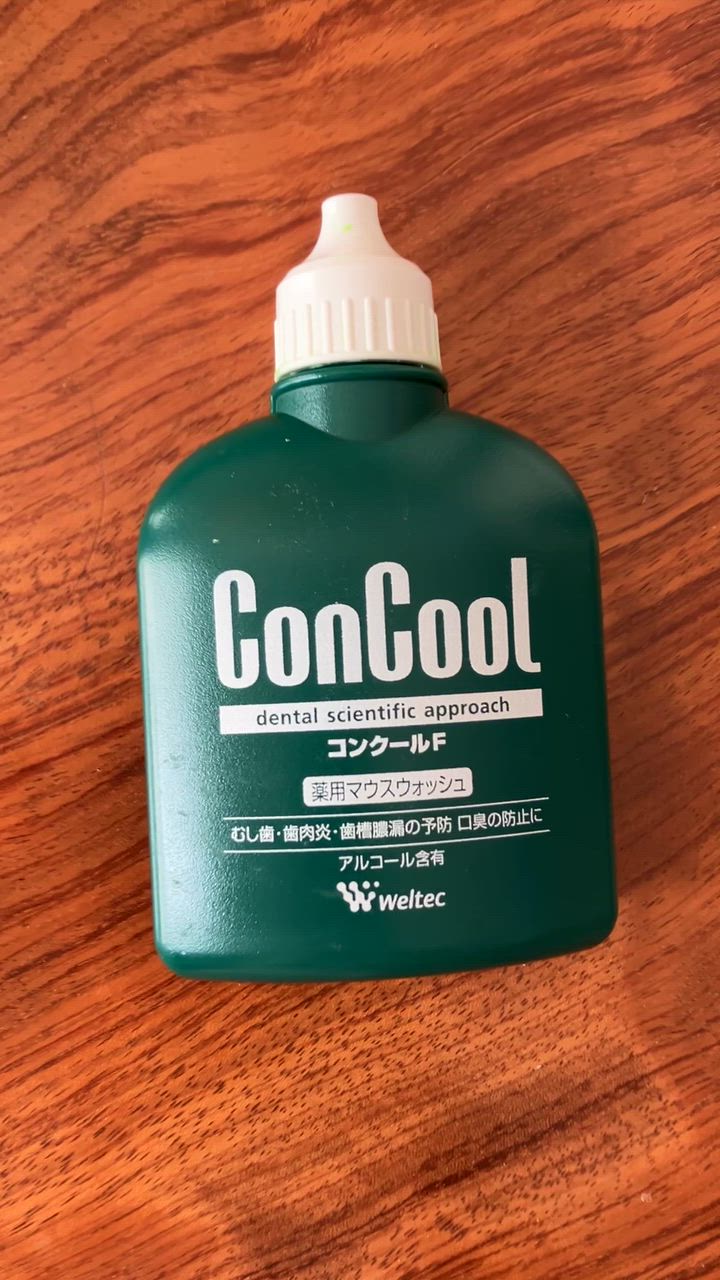 ConCool
dental scientific approach
コンクールF
薬用マウスウォッシュ
むし歯・歯肉炎・歯槽膿漏の予防 口臭の防止に
アルコール含有
weltec